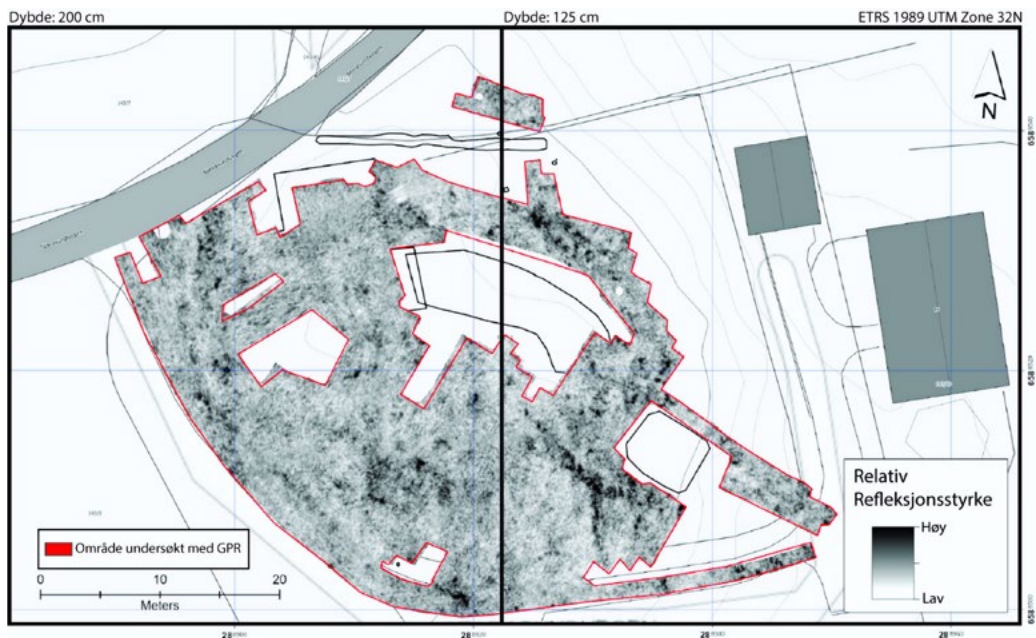 Dybde: 200 cm
Dybde: 125 cm
ETRS 1989 UTM Zone 32N
N
Relativ
Refleksjonsstyrke
Høy
Lav
Område undersøkt med GPR
0 10 20
Meters